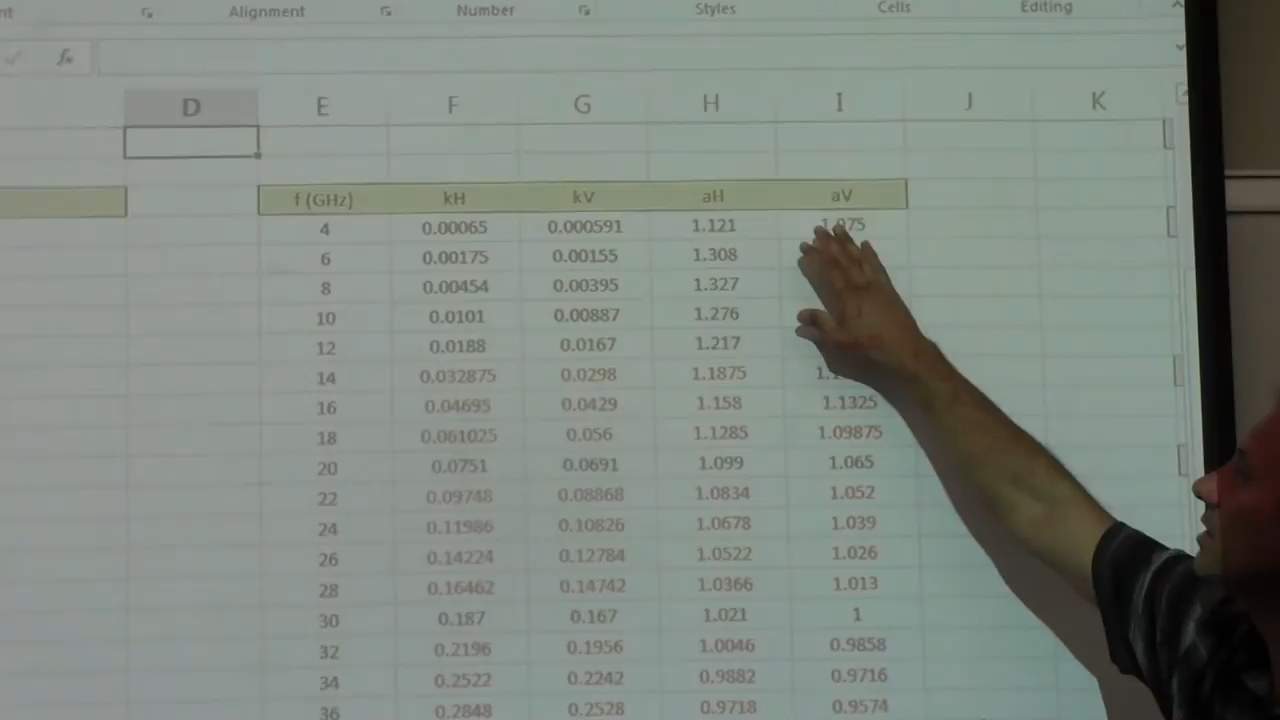 Alignment Number Styles Cells Editing
fx
D E F G H I J K
f (GHz) kH kV aH aV
4 0.00065 0.000591 1.121
6 0.00175 0.00155 1.308
8 0.00454 0.00395 1.327
10 0.0101 0.00887 1.276
12 0.0188 0.0167 1.217
14 0.032875 0.0298 1.1875
16 0.04695 0.0429 1.158 1.1325
18 0.061025 0.056 1.1285 1.09875
20 0.0751 0.0691 1.099 1.065
22 0.09748 0.08868 1.0834 1.052
24 0.11986 0.10826 1.0678 1.039
26 0.14224 0.12784 1.0522 1.026
28 0.16462 0.14742 1.0366 1.013
30 0.187 0.167 1.021 1
32 0.2196 0.1956 1.0046 0.9858
34 0.2522 0.2242 0.9882 0.9716
36 0.2848 0.2528 0.9718 0.9574